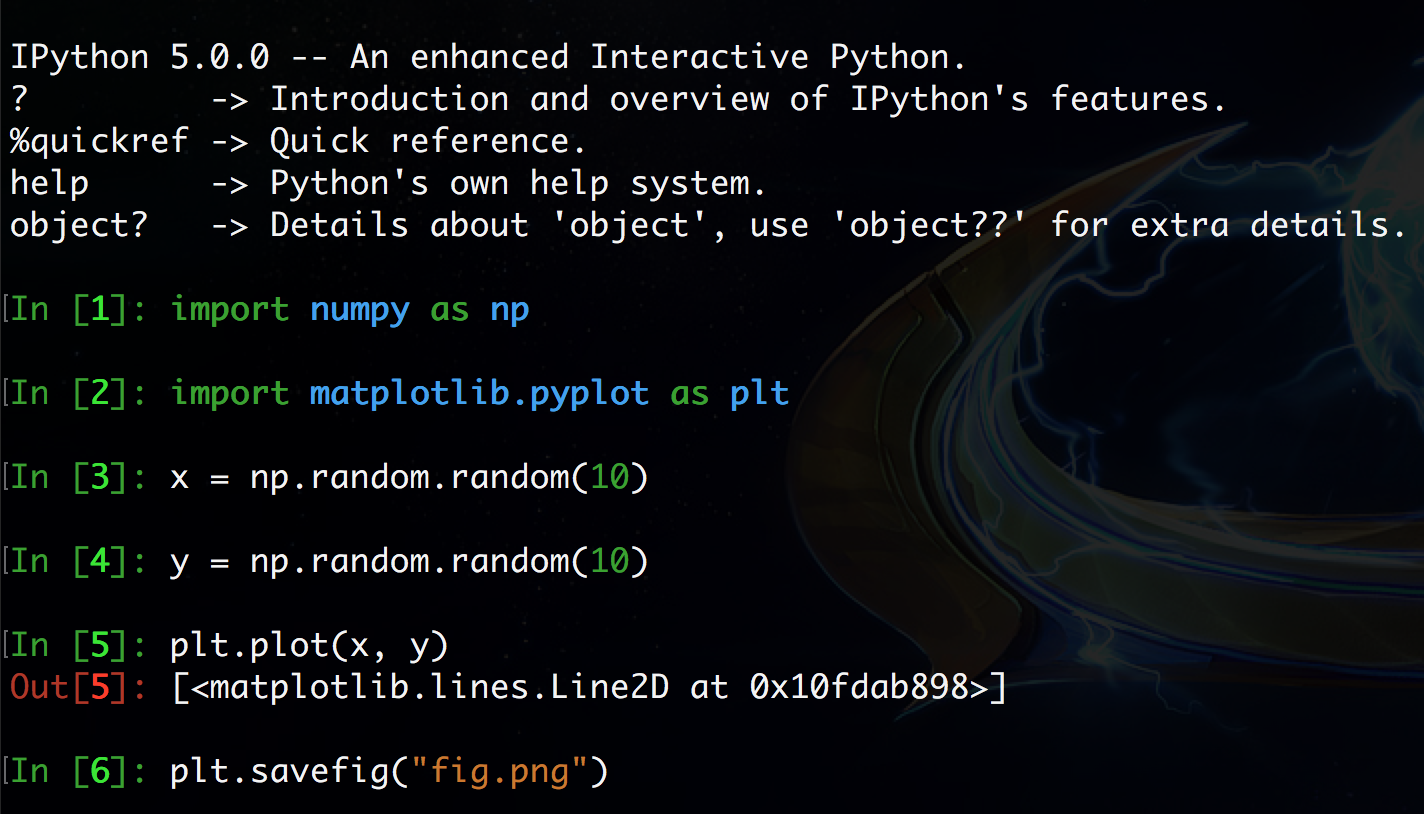 IPython 5.0.0 -- An enhanced Interactive Python.
?         -> Introduction and overview of IPython's features.
%quickref -> Quick reference.
help      -> Python's own help system.
object?   -> Details about 'object', use 'object??' for extra details.
In [1]: import numpy as np
In [2]: import matplotlib.pyplot as plt
In [3]: x = np.random.random(10)
In [4]: y = np.random.random(10)
In [5]: plt.plot(x, y)
Out[5]: [<matplotlib.lines.Line2D at 0x10fdab898>]
In [6]: plt.savefig("fig.png")